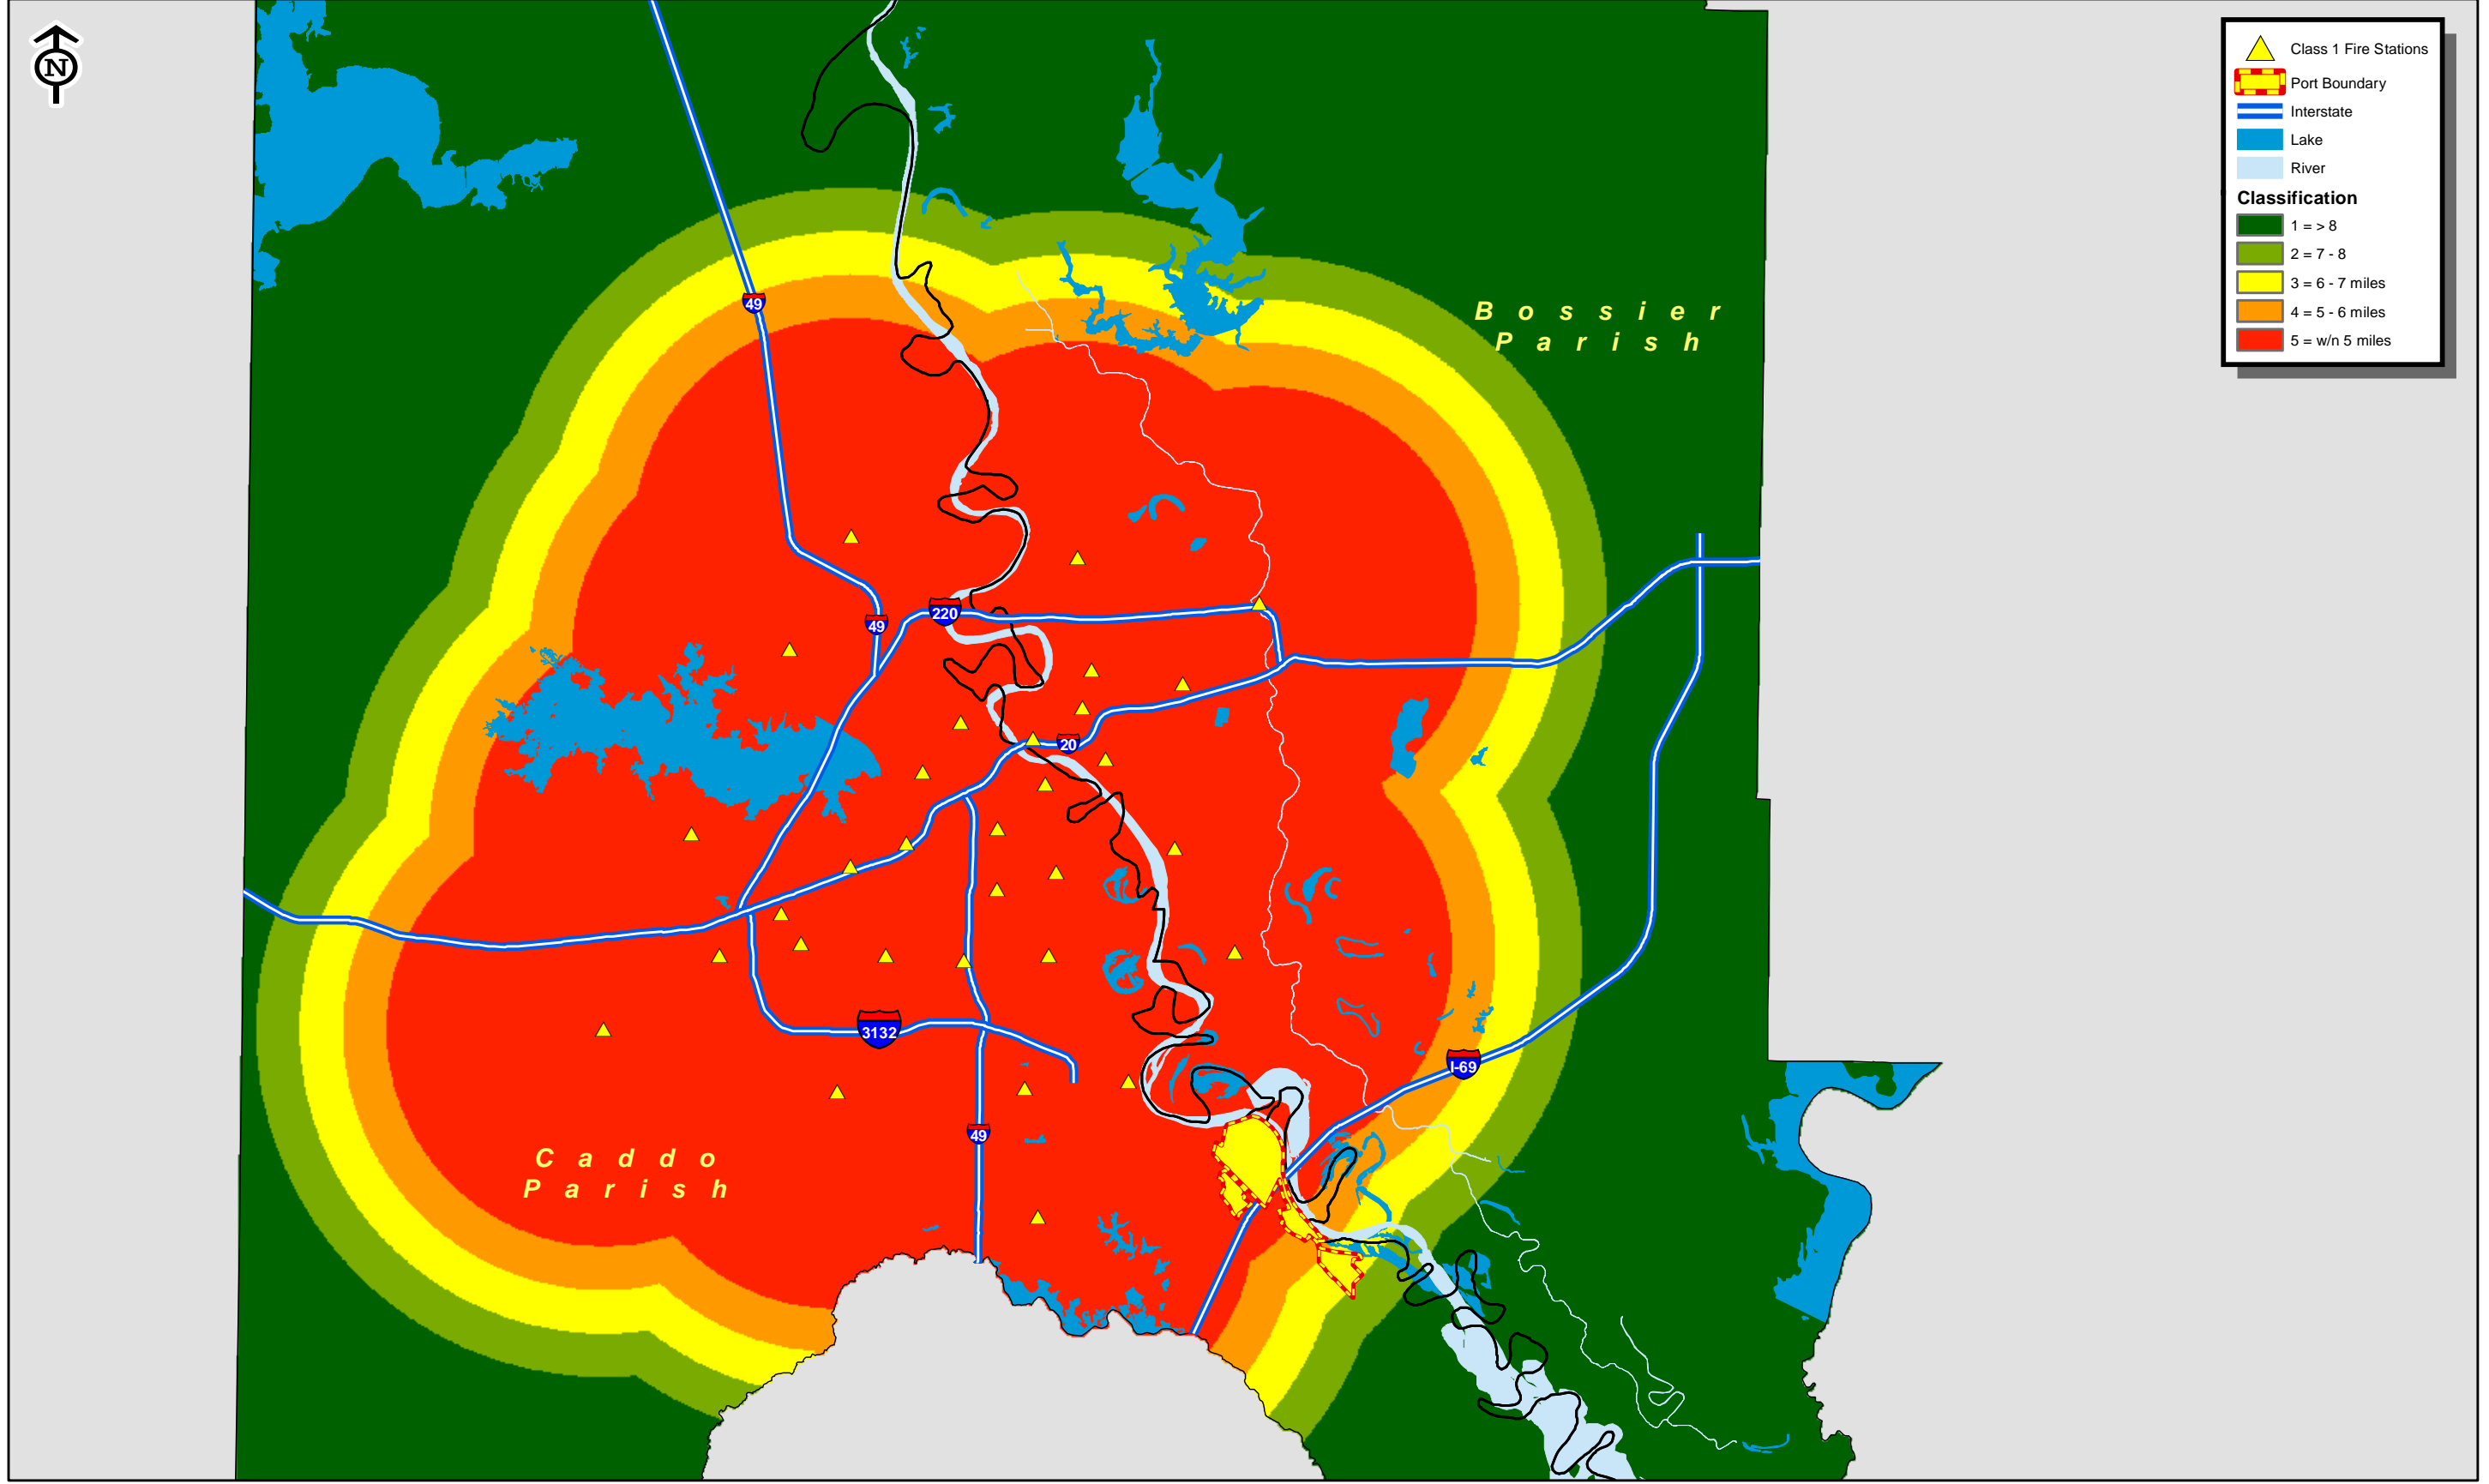 N
Class 1 Fire Stations
Port Boundary
Interstate
Lake
River
Classification
1 = > 8
2 = 7 - 8
3 = 6 - 7 miles
4 = 5 - 6 miles
5 = w/n 5 miles
49
Bossier
Parish
220
49
20
3132
I-69
49
Caddo
Parish